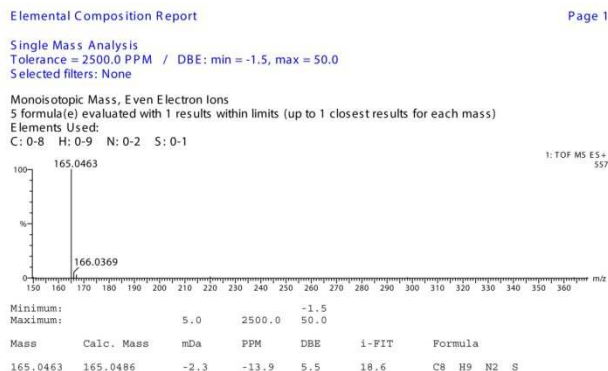 Elemental Composition Report
Page 1
Single Mass Analysis
Tolerance = 2500.0 PPM / DBE: min = -1.5, max = 50.0
Selected filters: None
Monoisotopic Mass, Even Electron Ions
5 formula(e) evaluated with 1 results within limits (up to 1 closest results for each mass)
Elements Used:
C: 0-8 H: 0-9 N: 0-2 S: 0-1
1: TOF MS ES+
557
165.0463
100
%
166.0369
0
m/z
150 160 170 180 190 200 210 220 230 240 250 260 270 280 290 300 310 320 330 340 350 360
Minimum: -1.5
Maximum: 5.0 2500.0 50.0
Mass Calc. Mass mDa PPM DBE i-FIT Formula
165.0463 165.0486 -2.3 -13.9 5.5 18.6 C8 H9 N2 S